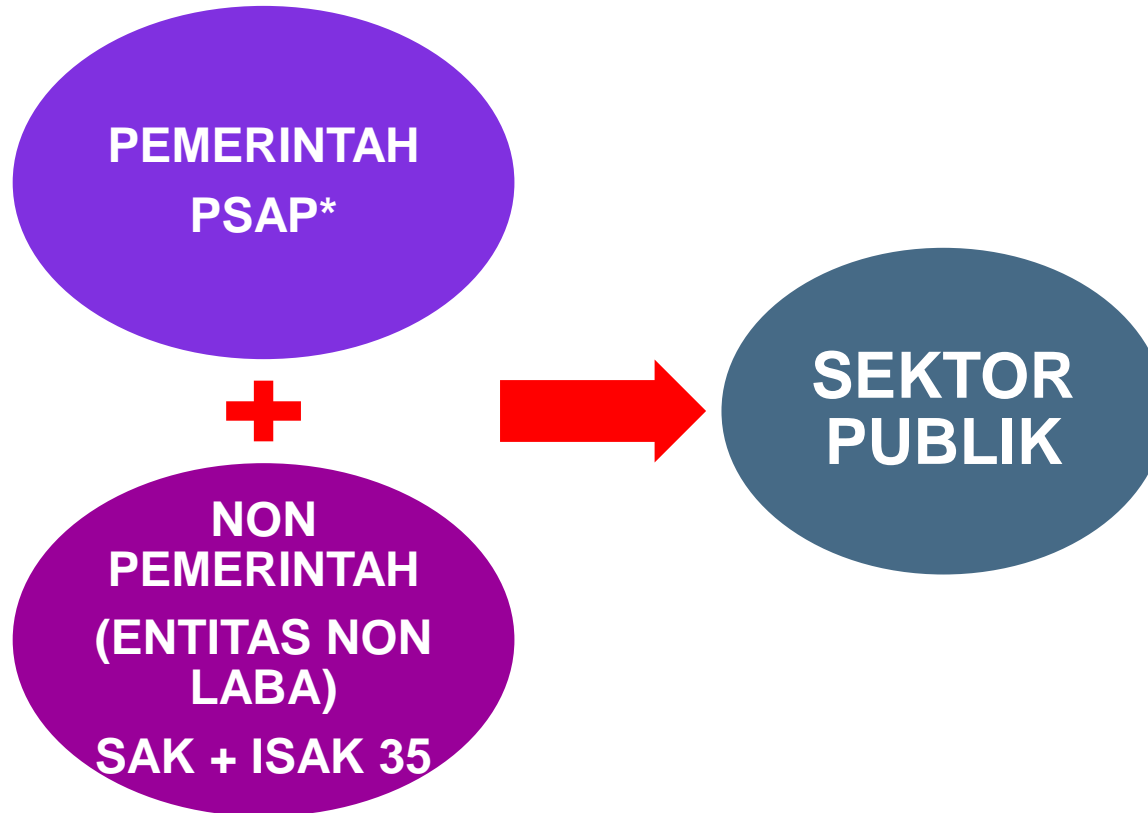 PEMERINTAH
PSAP*
NON
PEMERINTAH
(ENTITAS NON
LABA)
SAK + ISAK 35
SEKTOR
PUBLIK